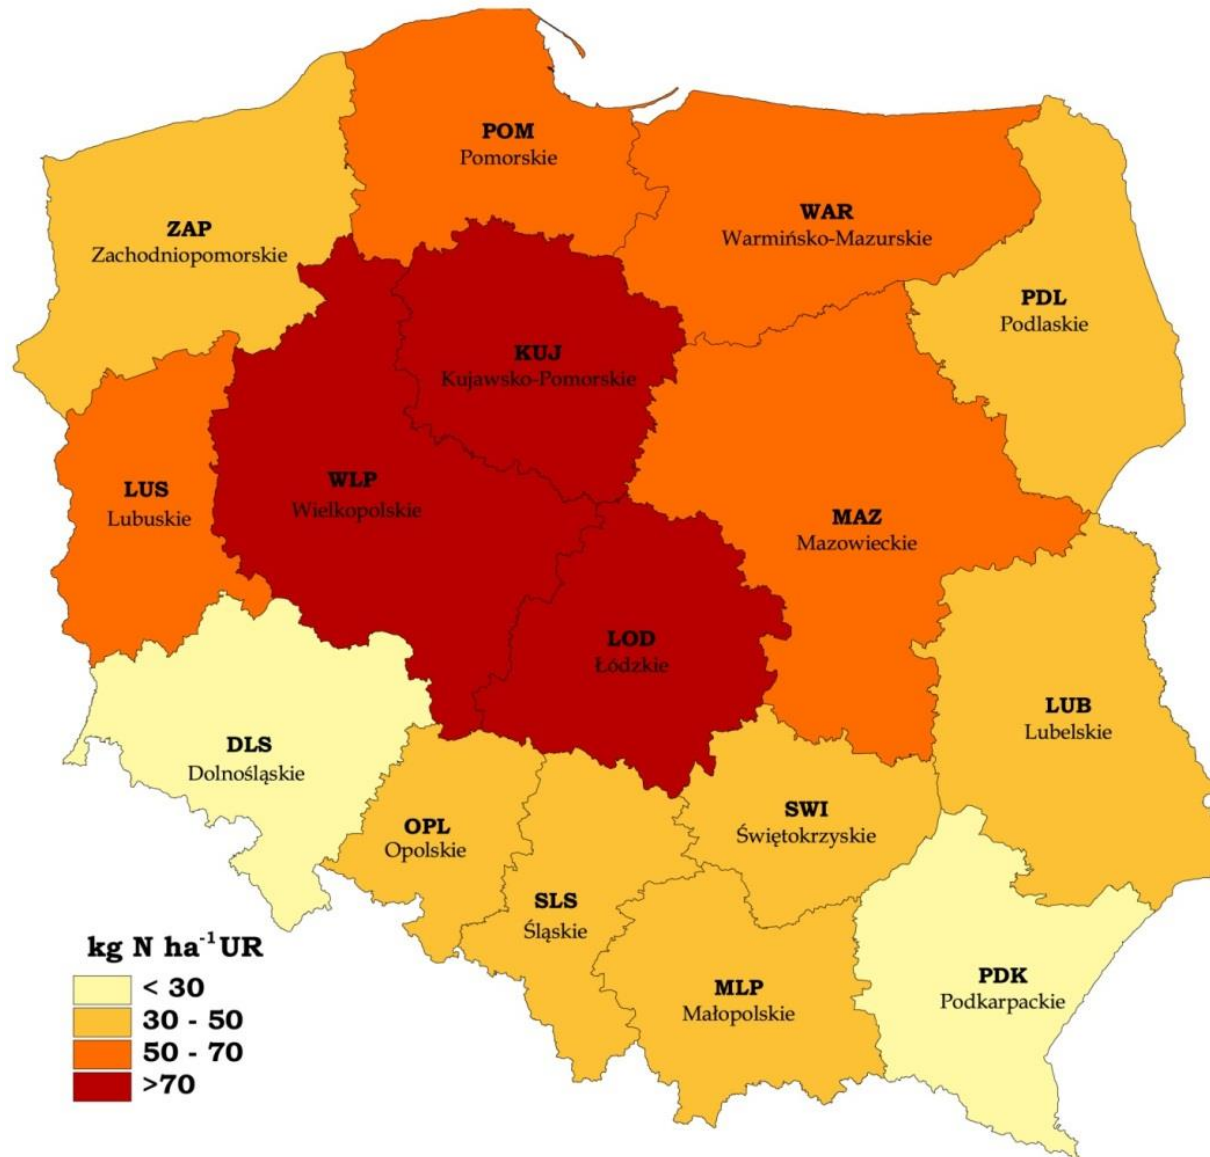 POM
Pomorskie
WAR
Warmińsko-Mazurskie
ZAP
Zachodniopomorskie
PDL
Podlaskie
KUJ
Kujawsko-Pomorskie
LUS
Lubuskie
WLP
Wielkopolskie
MAZ
Mazowieckie
LOD
Łódzkie
LUB
Lubelskie
DLS
Dolnośląskie
OPL
Opolskie
SWI
Świętokrzyskie
SLS
Śląskie
MLP
Małopolskie
PDK
Podkarpackie
kg N ha⁻¹ UR
< 30
30 - 50
50 - 70
>70